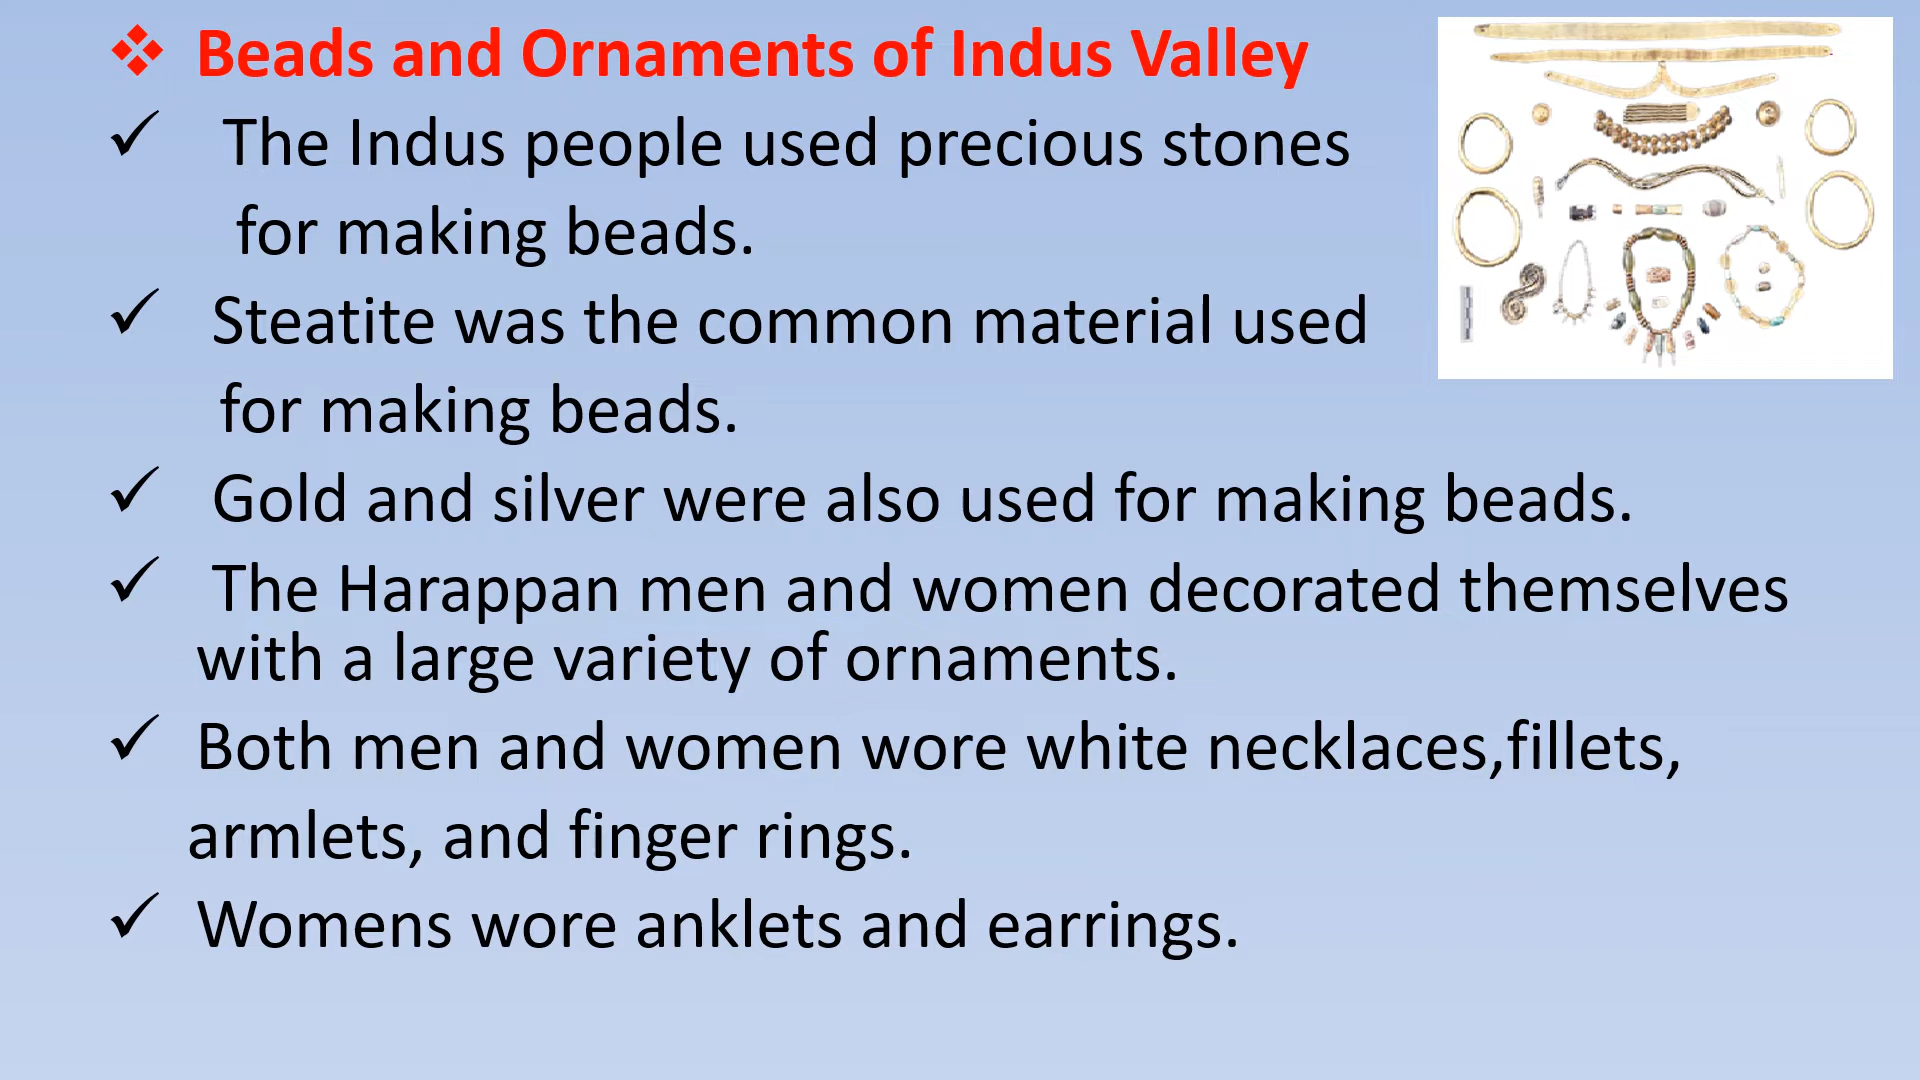 ❖ Beads and Ornaments of Indus Valley
✓ The Indus people used precious stones
for making beads.
✓ Steatite was the common material used
for making beads.
✓ Gold and silver were also used for making beads.
✓ The Harappan men and women decorated themselves
with a large variety of ornaments.
✓ Both men and women wore white necklaces,fillets,
armlets, and finger rings.
✓ Womens wore anklets and earrings.